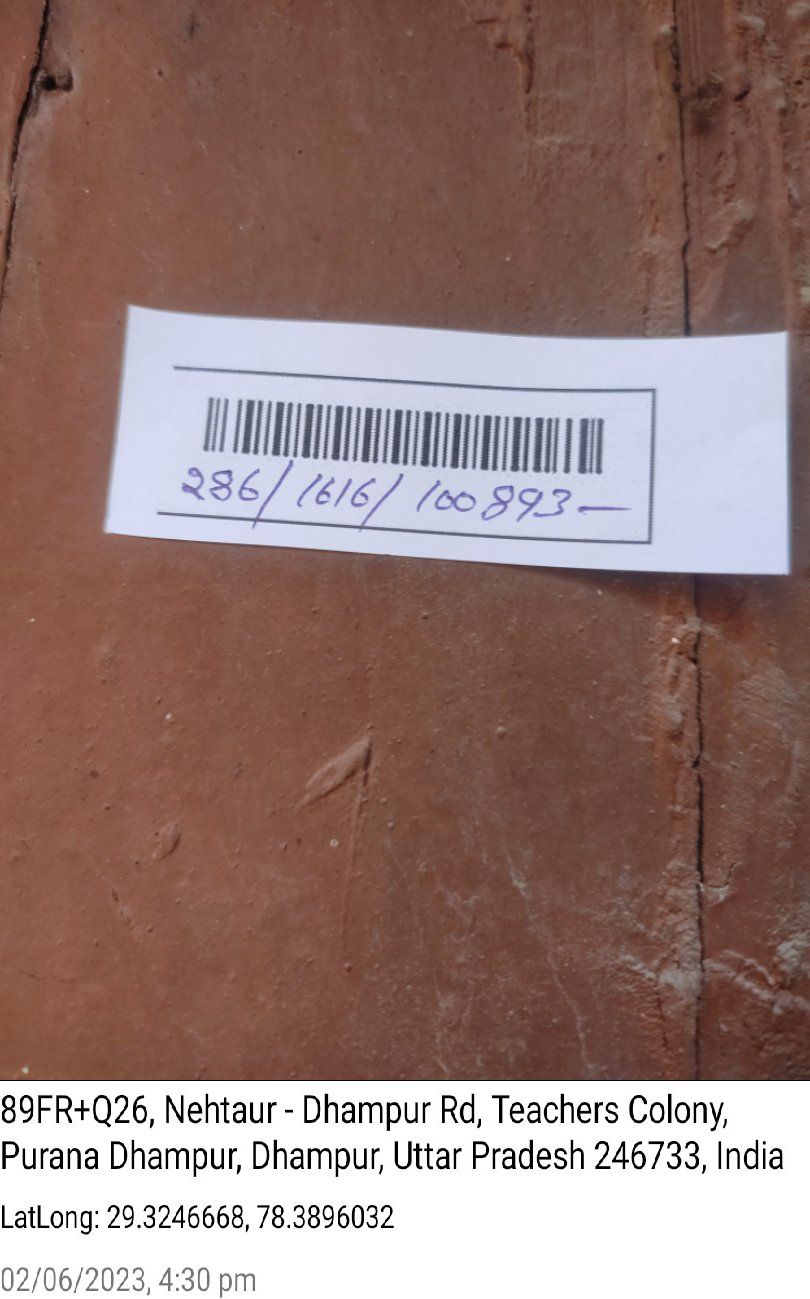 286/1616/100893-
89FR+Q26, Nehtaur - Dhampur Rd, Teachers Colony,
Purana Dhampur, Dhampur, Uttar Pradesh 246733, India
LatLong: 29.3246668, 78.3896032
02/06/2023, 4:30 pm